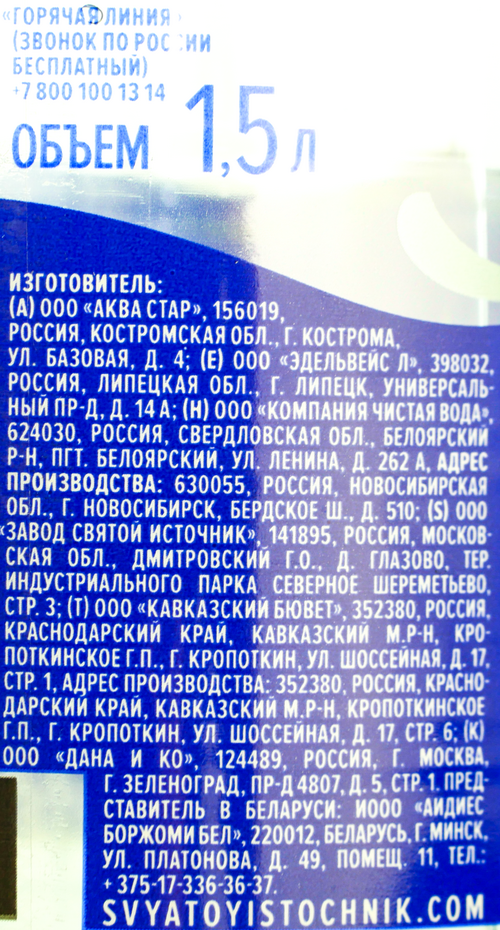 «ГОРЯЧАЯ ЛИНИЯ»
(ЗВОНОК ПО РОССИИ
БЕСПЛАТНЫЙ)
+7 800 100 13 14
ОБЪЕМ 1,5 л
ИЗГОТОВИТЕЛЬ:
(А) ООО «АКВА СТАР», 156019,
РОССИЯ, КОСТРОМСКАЯ ОБЛ., Г. КОСТРОМА,
УЛ. БАЗОВАЯ, Д. 4; (Е) ООО «ЭДЕЛЬВЕЙС Л», 398032,
РОССИЯ, ЛИПЕЦКАЯ ОБЛ., Г. ЛИПЕЦК, УНИВЕРСАЛЬ-
НЫЙ ПР-Д, Д. 14 А; (Н) ООО «КОМПАНИЯ ЧИСТАЯ ВОДА»,
624030, РОССИЯ, СВЕРДЛОВСКАЯ ОБЛ., БЕЛОЯРСКИЙ
Р-Н, ПГТ. БЕЛОЯРСКИЙ, УЛ. ЛЕНИНА, Д. 262 А, АДРЕС
ПРОИЗВОДСТВА: 630055, РОССИЯ, НОВОСИБИРСКАЯ
ОБЛ., Г. НОВОСИБИРСК, БЕРДСКОЕ Ш., Д. 510; (S) ООО
«ЗАВОД СВЯТОЙ ИСТОЧНИК», 141895, РОССИЯ, МОСКОВ-
СКАЯ ОБЛ., ДМИТРОВСКИЙ Г.О., Д. ГЛАЗОВО, ТЕР.
ИНДУСТРИАЛЬНОГО ПАРКА СЕВЕРНОЕ ШЕРЕМЕТЬЕВО,
СТР. 3; (Т) ООО «КАВКАЗСКИЙ БЮВЕТ», 352380, РОССИЯ,
КРАСНОДАРСКИЙ КРАЙ, КАВКАЗСКИЙ М.Р-Н, КРО-
ПОТКИНСКОЕ Г.П., Г. КРОПОТКИН, УЛ. ШОССЕЙНАЯ, Д. 17,
СТР. 1, АДРЕС ПРОИЗВОДСТВА: 352380, РОССИЯ, КРАСНО-
ДАРСКИЙ КРАЙ, КАВКАЗСКИЙ М.Р-Н, КРОПОТКИНСКОЕ
Г.П., Г. КРОПОТКИН, УЛ. ШОССЕЙНАЯ, Д. 17, СТР. 6; (К)
ООО «ДАНА И КО», 124489, РОССИЯ, Г. МОСКВА,
Г. ЗЕЛЕНОГРАД, ПР-Д 4807, Д. 5, СТР. 1. ПРЕД-
СТАВИТЕЛЬ В БЕЛАРУСИ: ИООО «АЙДИЕС
БОРЖОМИ БЕЛ», 220012, БЕЛАРУСЬ, Г. МИНСК,
УЛ. ПЛАТОНОВА, Д. 49, ПОМЕЩ. 11, ТЕЛ.:
+ 375-17-336-36-37.
SVYATOYISTOCHNIK.COM